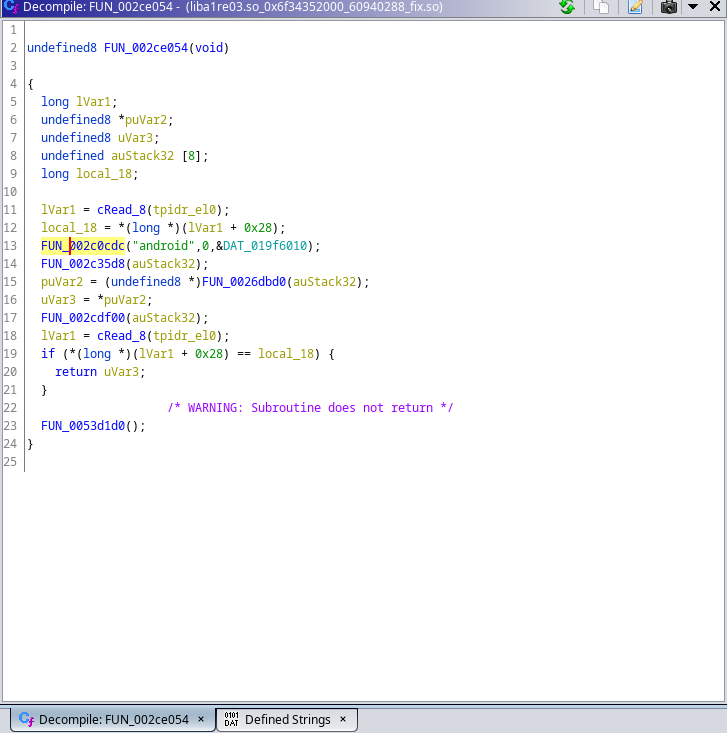 Decompile: FUN_002ce054 - (liba1re03.so_0x6f34352000_60940288_fix.so)
1
2 undefined8 FUN_002ce054(void)
3
4 {
5 long lVar1;
6 undefined8 *puVar2;
7 undefined8 uVar3;
8 undefined auStack32 [8];
9 long local_18;
10
11 lVar1 = cRead_8(tpidr_el0);
12 local_18 = *(long *)(lVar1 + 0x28);
13 FUN_002c0cdc("android",0,&DAT_019f6010);
14 FUN_002c35d8(auStack32);
15 puVar2 = (undefined8 *)FUN_0026dbd0(auStack32);
16 uVar3 = *puVar2;
17 FUN_002cdf00(auStack32);
18 lVar1 = cRead_8(tpidr_el0);
19 if (*(long *)(lVar1 + 0x28) == local_18) {
20 return uVar3;
21 }
22 /* WARNING: Subroutine does not return */
23 FUN_0053d1d0();
24 }
25
Decompile: FUN_002ce054 × 0101 DAT Defined Strings ×